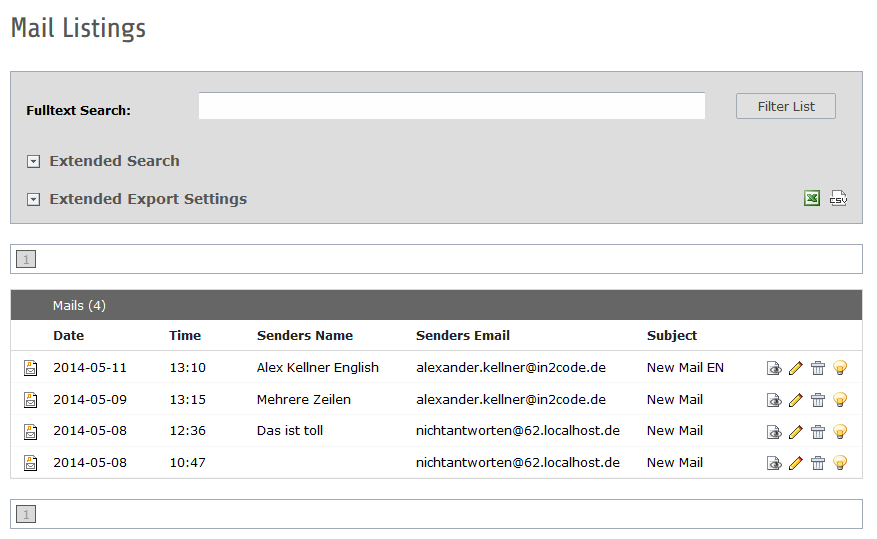 Mail Listings
Fulltext Search: Filter List
Extended Search
Extended Export Settings CSV
1
Mails (4)
Date Time Senders Name Senders Email Subject
2014-05-11 13:10 Alex Kellner English alexander.kellner@in2code.de New Mail EN
2014-05-09 13:15 Mehrere Zeilen alexander.kellner@in2code.de New Mail
2014-05-08 12:36 Das ist toll nichtantworten@62.localhost.de New Mail
2014-05-08 10:47 nichtantworten@62.localhost.de New Mail
1